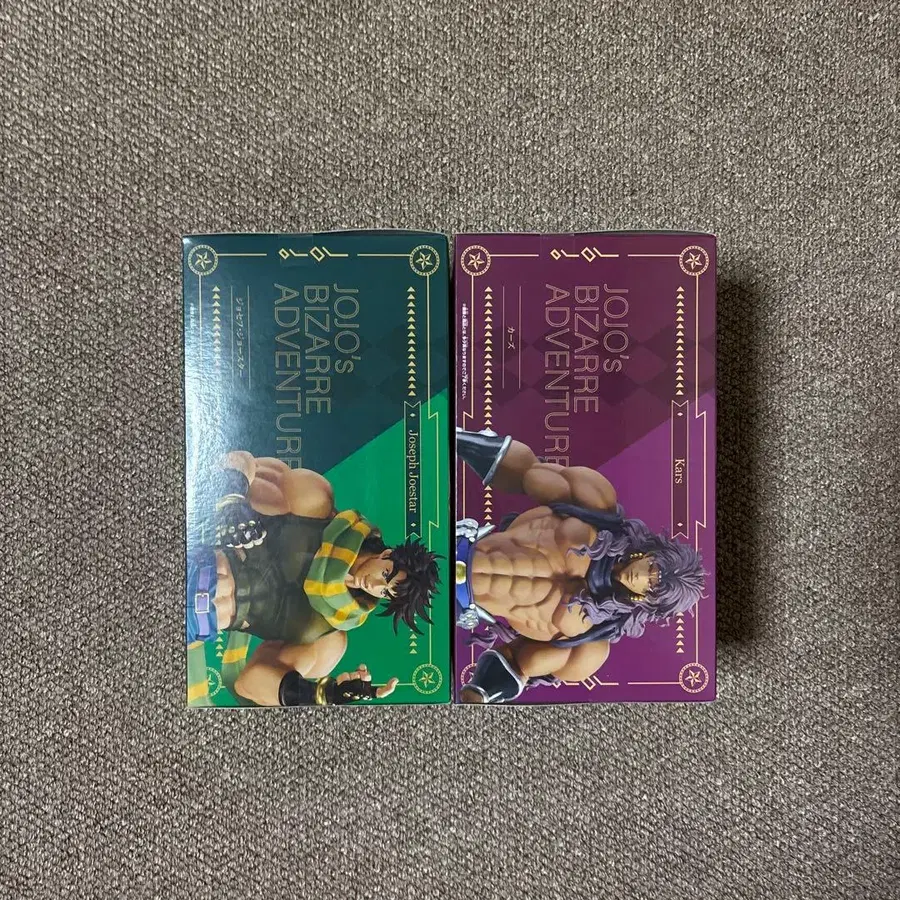 JOJO's
BIZARRE
ADVENTURE
Joseph Joestar
ジョセフ・ジョースター
JOJO's
BIZARRE
ADVENTURE
Kars
カーズ